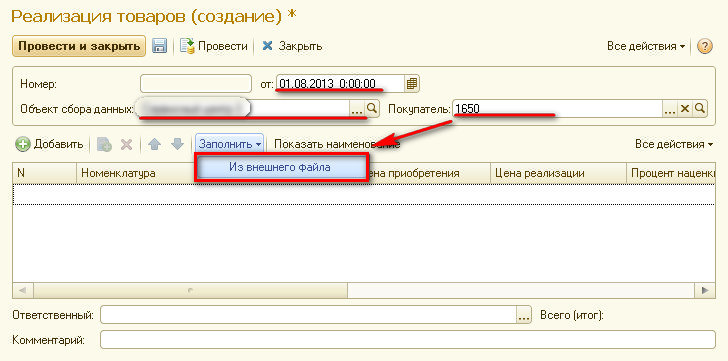 Реализация товаров (создание) *
Провести и закрыть Провести Закрыть Все действия ?
Номер: от: 01.08.2013 0:00:00
Объект сбора данных: ... Покупатель: 1650 ...
Добавить Заполнить Показать наименование Все действия
Из внешнего файла
N Номенклатура ена приобретения Цена реализации Процент наценки
Ответственный: ... Всего (итог):
Комментарий: